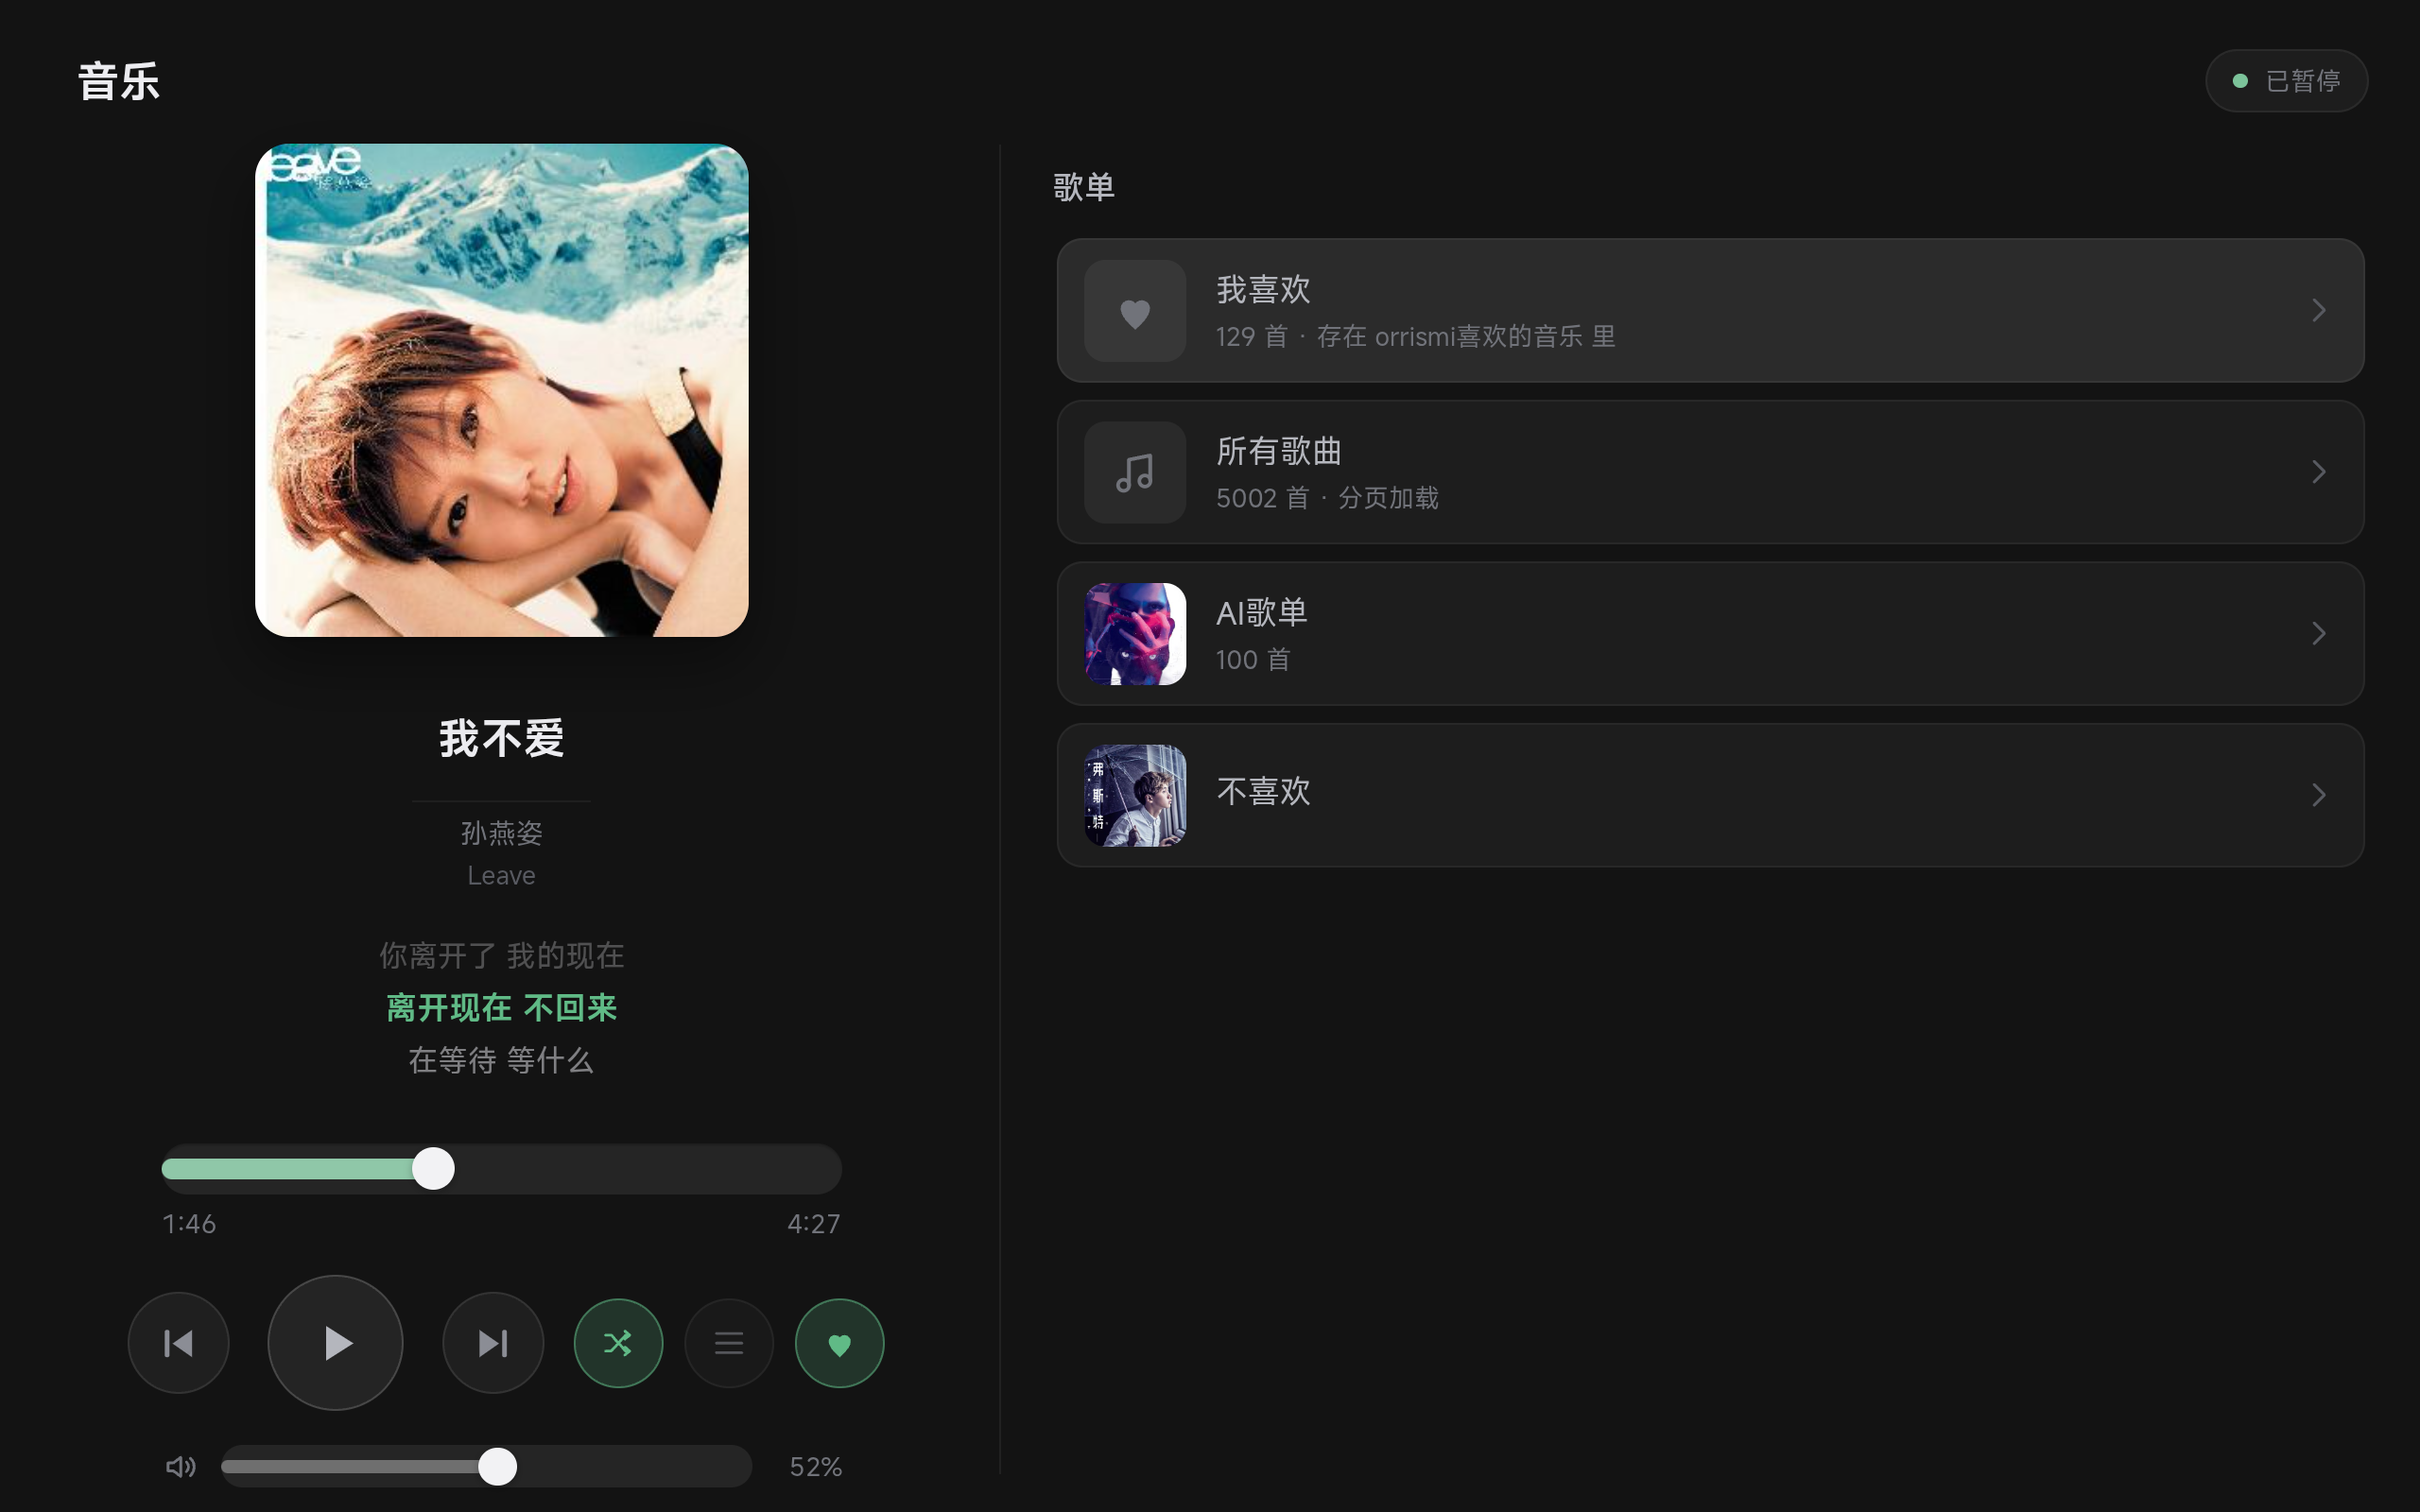 音乐
已暂停
leave
我不爱
孙燕姿
Leave
你离开了 我的现在
离开现在 不回来
在等待 等什么
1:46
4:27
52%
歌单
我喜欢
129 首 · 存在 orrismi喜欢的音乐 里
所有歌曲
5002 首 · 分页加载
AI歌单
100 首
弗斯特
不喜欢